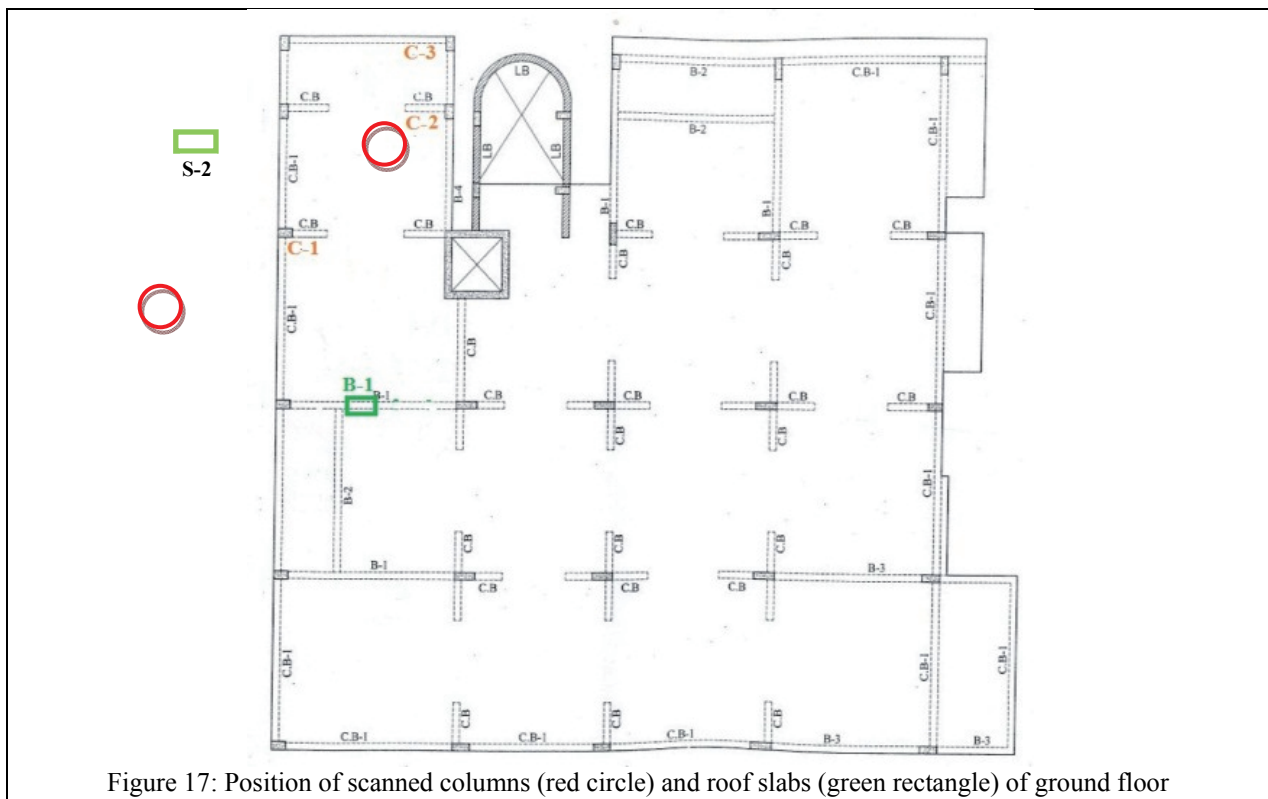 C-3
LB
B-2
C.B-1
C.B
C.B
C-2
B-2
C.B-1
S-2
C.B-1
LB
LB
B-4
B-1
B-1
C.B
C.B
C.B
C.B
C.B
C-1
C.B
C.B
C.B-1
C.B
C.B-1
B-1
B-1
C.B
C.B
C.B
C.B
C.B
C.B
B-2
C.B-1
C.B
C.B
C.B
B-1
B-3
C.B
C.B
C.B
C.B-1
C.B-1
C.B-1
C.B
C.B
C.B
C.B-1
C.B-1
C.B-1
B-3
B-3
Figure 17: Position of scanned columns (red circle) and roof slabs (green rectangle) of ground floor